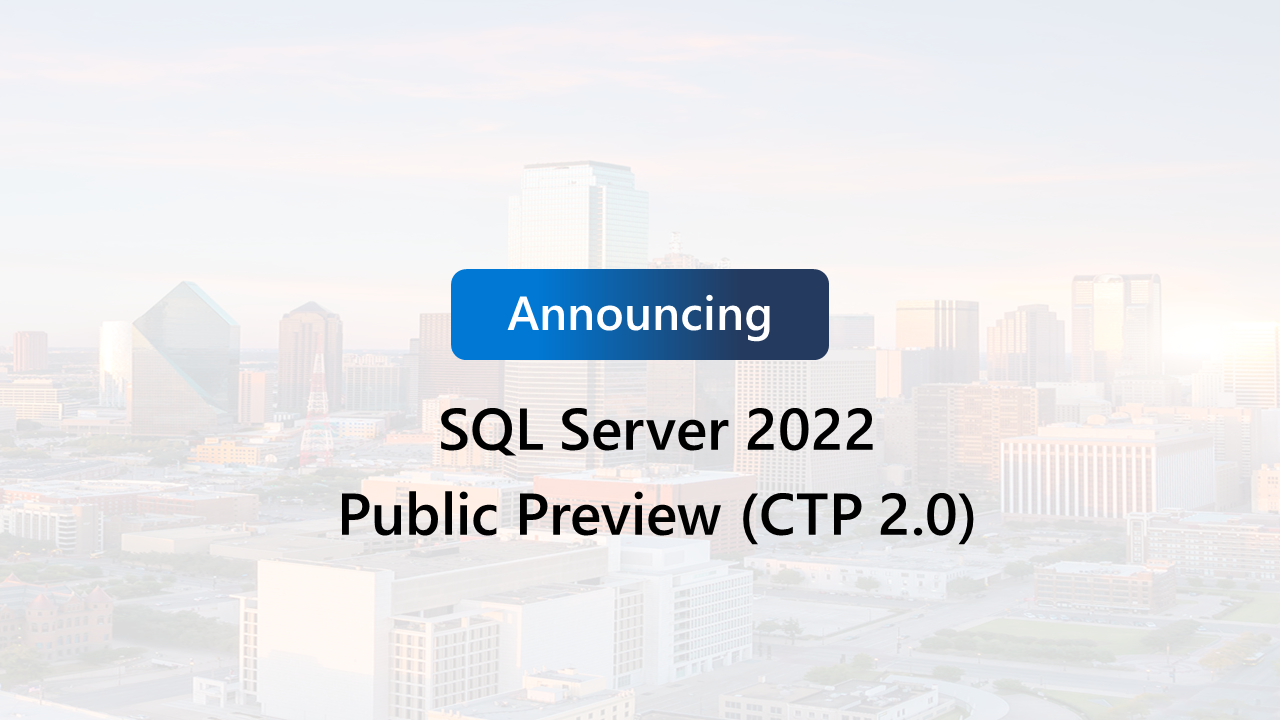 Announcing
SQL Server 2022
Public Preview (CTP 2.0)